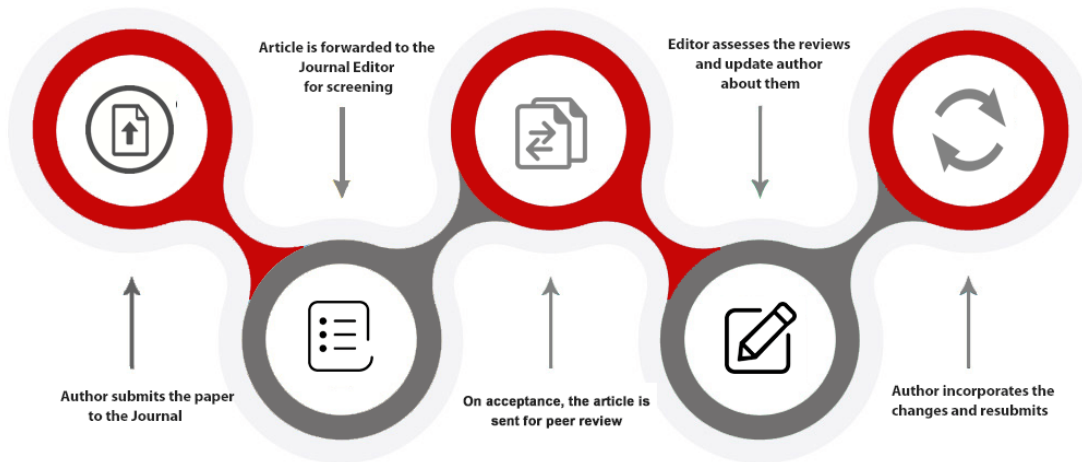 Article is forwarded to the
Journal Editor
for screening
Editor assesses the reviews
and update author
about them
Author submits the paper
to the Journal
On acceptance, the article is
sent for peer review
Author incorporates the
changes and resubmits